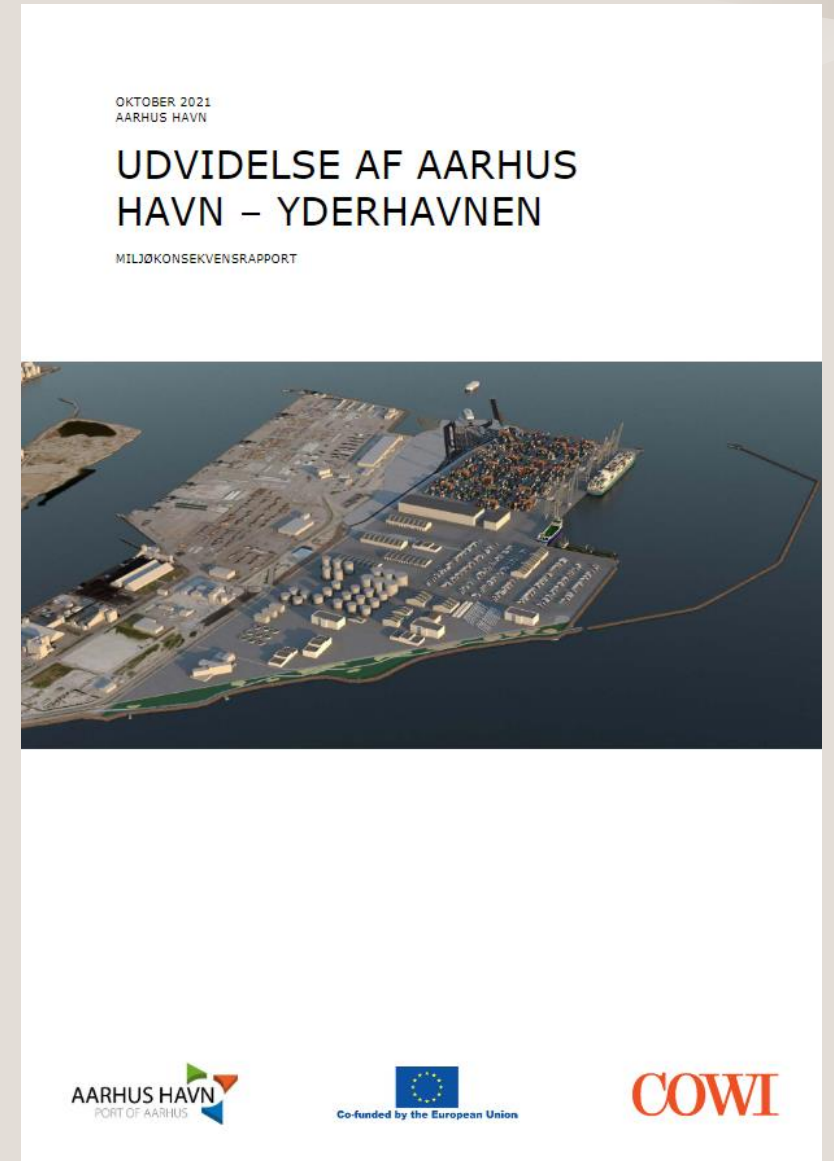 OKTOBER 2021
AARHUS HAVN
UDVIDELSE AF AARHUS
HAVN – YDERHAVNEN
MILJØKONSEKVENSRAPPORT
AARHUS HAVN
PORT OF AARHUS
Co-funded by the European Union
COWI